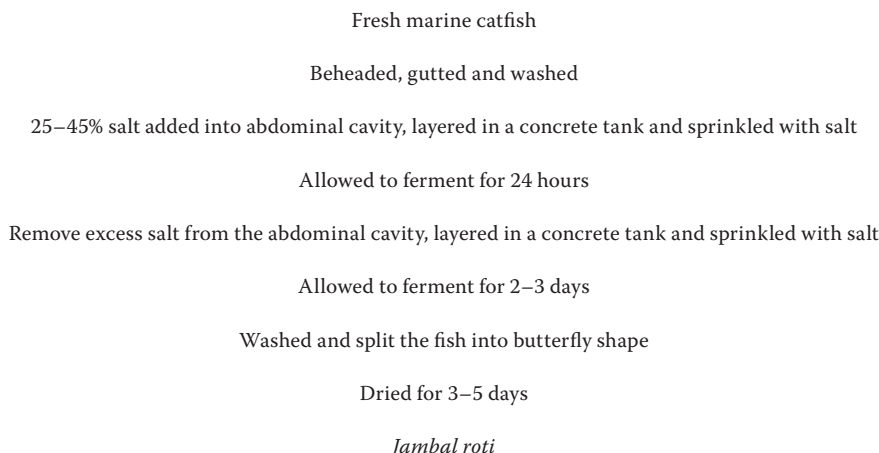 Fresh marine catfish
Beheaded, gutted and washed
25–45% salt added into abdominal cavity, layered in a concrete tank and sprinkled with salt
Allowed to ferment for 24 hours
Remove excess salt from the abdominal cavity, layered in a concrete tank and sprinkled with salt
Allowed to ferment for 2–3 days
Washed and split the fish into butterfly shape
Dried for 3–5 days
Jambal roti